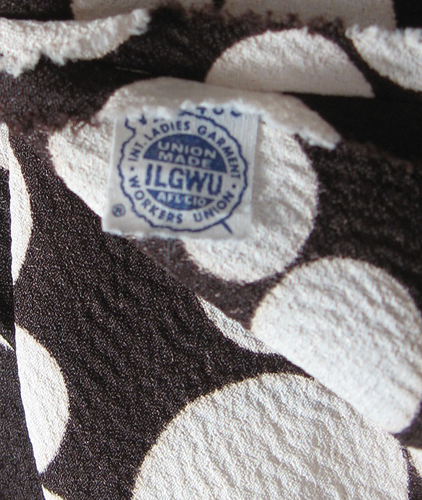 INT. LADIES GARMENT
UNION
MADE
ILGWU
AFL-CIO
WORKERS UNION
®